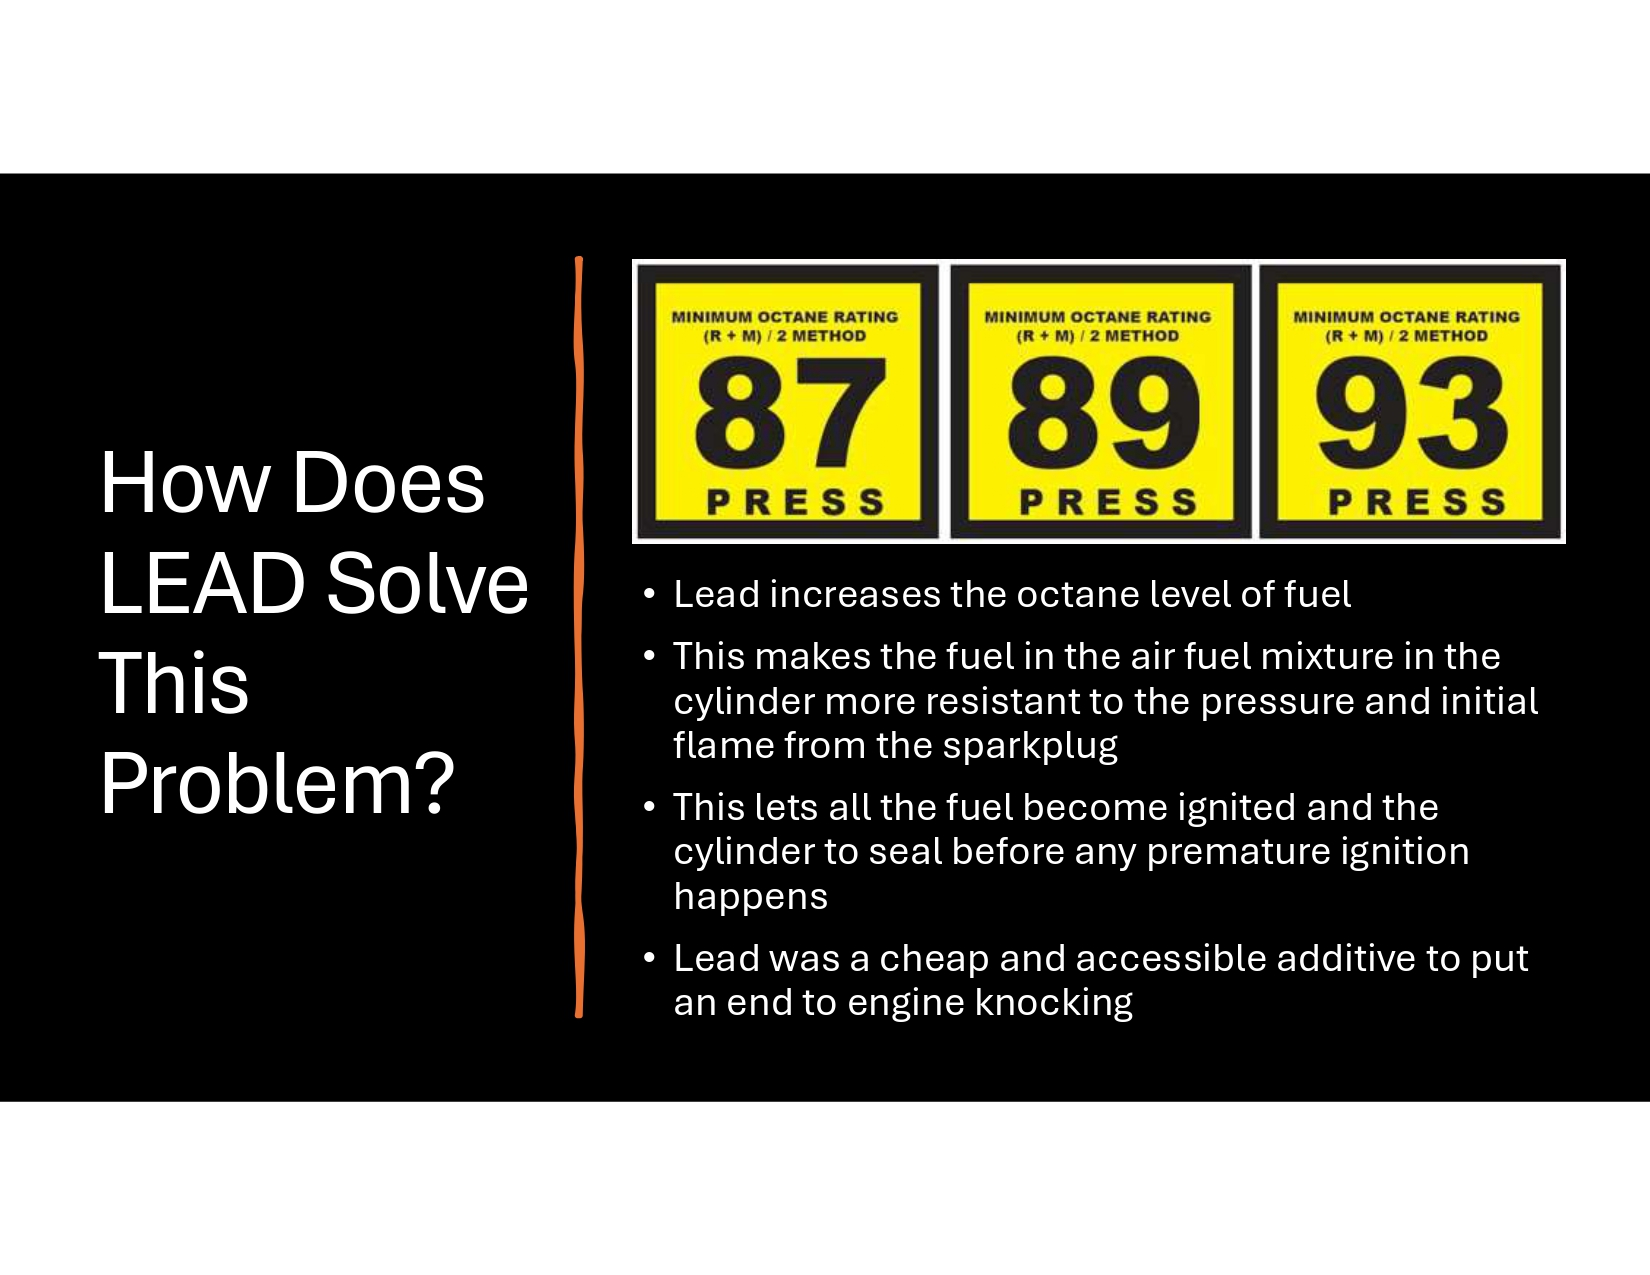 How Does
LEAD Solve
This
Problem?
MINIMUM OCTANE RATING
(R + M) / 2 METHOD
87
PRESS
MINIMUM OCTANE RATING
(R + M) / 2 METHOD
89
PRESS
MINIMUM OCTANE RATING
(R + M) / 2 METHOD
93
PRESS
• Lead increases the octane level of fuel
• This makes the fuel in the air fuel mixture in the
cylinder more resistant to the pressure and initial
flame from the sparkplug
• This lets all the fuel become ignited and the
cylinder to seal before any premature ignition
happens
• Lead was a cheap and accessible additive to put
an end to engine knocking